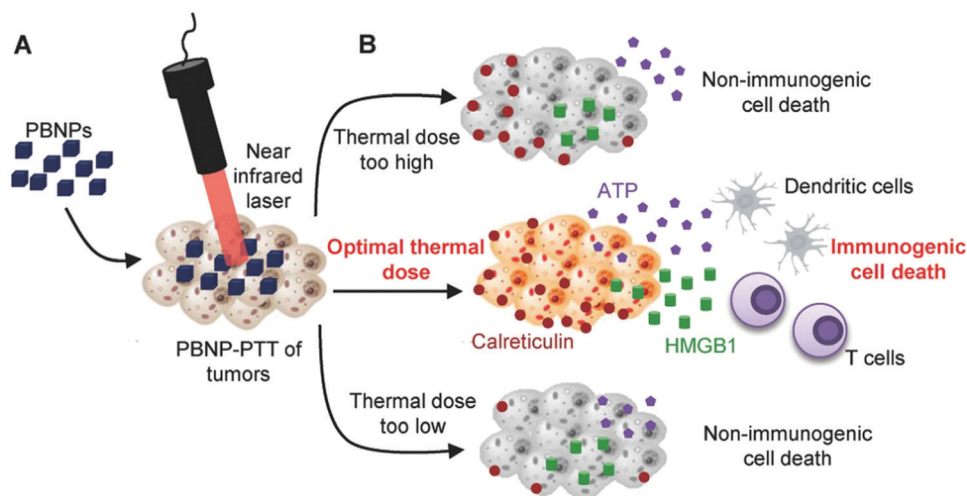 A
PBNPs
Near
infrared
laser
PBNP-PTT of
tumors
B
Thermal dose
too high
Non-immunogenic
cell death
Optimal thermal
dose
ATP
Calreticulin
HMGB1
Dendritic cells
T cells
Immunogenic
cell death
Thermal dose
too low
Non-immunogenic
cell death